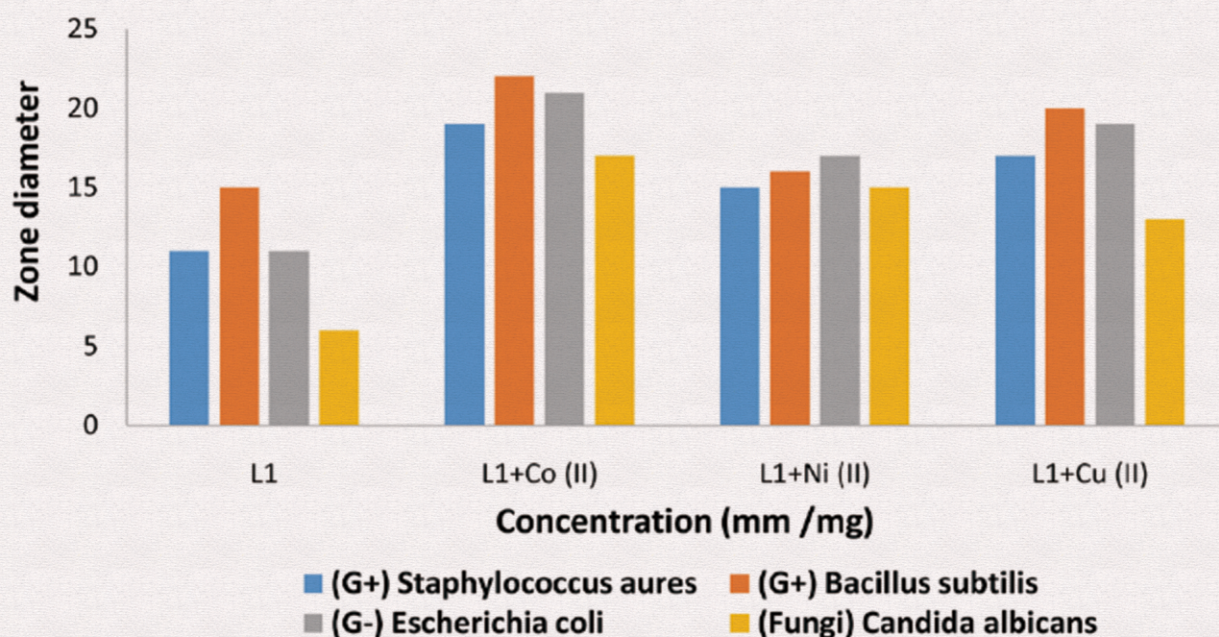 25
20
15
10
5
0
Zone diameter
L1
L1+Co (II)
L1+Ni (II)
L1+Cu (II)
Concentration (mm /mg)
(G+) Staphylococcus aures
(G+) Bacillus subtilis
(G-) Escherichia coli
(Fungi) Candida albicans